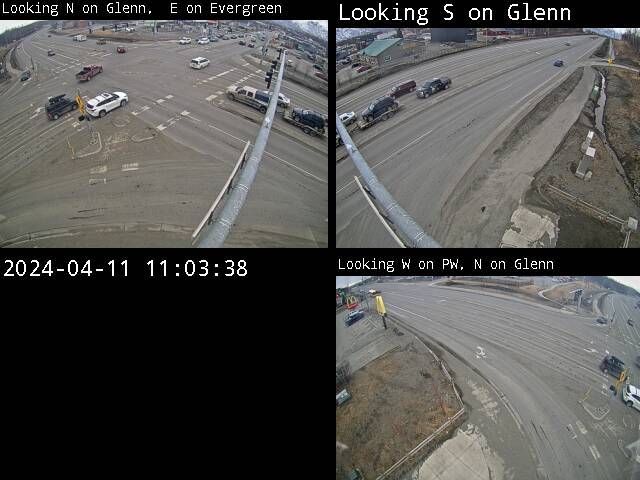 Looking N on Glenn, E on Evergreen
Looking S on Glenn
2024-04-11 11:03:38
Looking W on PW, N on Glenn